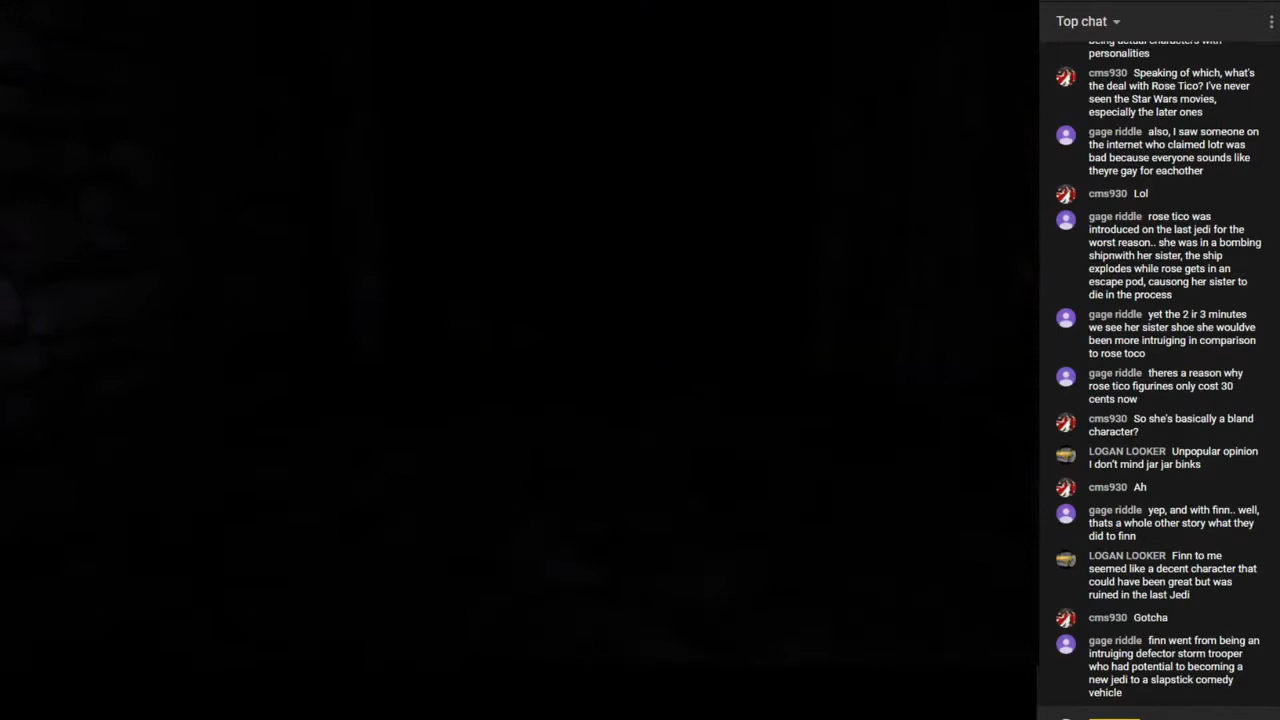 Top chat
being actual characters with
personalities
cms930 Speaking of which, what's
the deal with Rose Tico? I've never
seen the Star Wars movies,
especially the later ones
gage riddle also, I saw someone on
the internet who claimed lotr was
bad because everyone sounds like
theyre gay for eachother
cms930 Lol
gage riddle rose tico was
introduced on the last jedi for the
worst reason.. she was in a bombing
shipnwith her sister, the ship
explodes while rose gets in an
escape pod, causong her sister to
die in the process
gage riddle yet the 2 ir 3 minutes
we see her sister shoe she wouldve
been more intruiging in comparison
to rose toco
gage riddle theres a reason why
rose tico figurines only cost 30
cents now
cms930 So she's basically a bland
character?
LOGAN LOOKER Unpopular opinion
I don't mind jar jar binks
cms930 Ah
gage riddle yep, and with finn.. well,
thats a whole other story what they
did to finn
LOGAN LOOKER Finn to me
seemed like a decent character that
could have been great but was
ruined in the last Jedi
cms930 Gotcha
gage riddle finn went from being an
intruiging defector storm trooper
who had potential to becoming a
new jedi to a slapstick comedy
vehicle